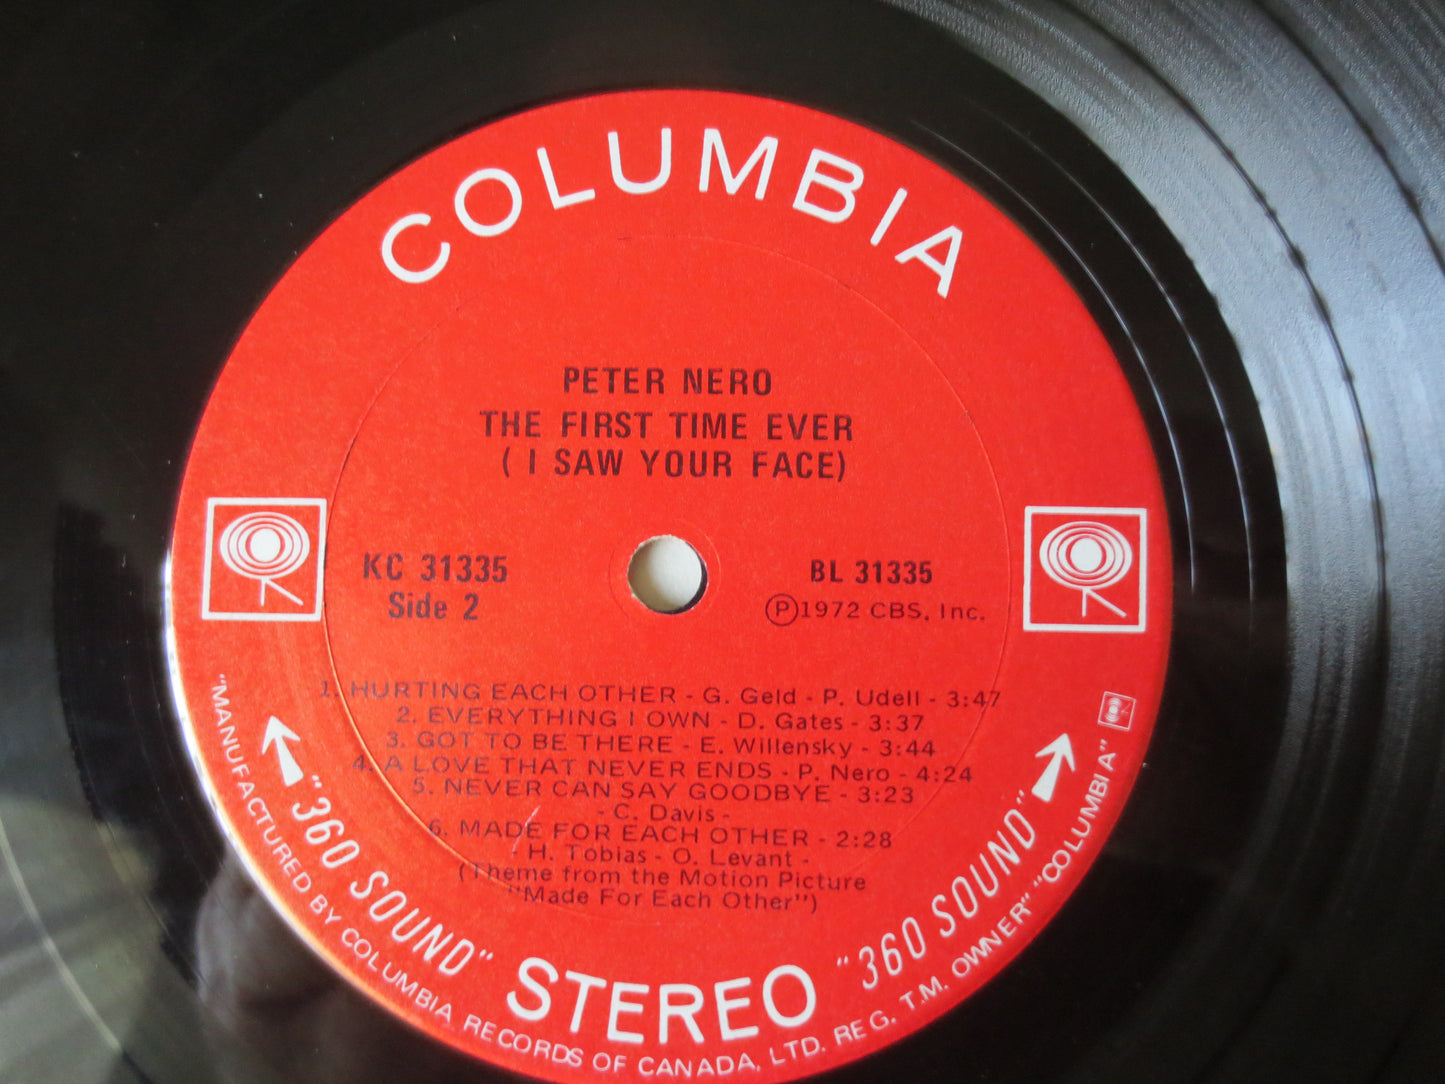 COLUMBIA
PETER NERO
THE FIRST TIME EVER
( I SAW YOUR FACE)
KC 31335
Side 2
BL 31335
Ⓟ1972 CBS, Inc.
1. HURTING EACH OTHER - G. Geld - P. Udell - 3:47
2. EVERYTHING I OWN - D. Gates - 3:37
3. GOT TO BE THERE - E. Willensky - 3:44
4. A LOVE THAT NEVER ENDS - P. Nero - 4:24
5. NEVER CAN SAY GOODBYE - 3:23
- C. Davis -
6. MADE FOR EACH OTHER - 2:28
- H. Tobias - O. Levant -
(Theme from the Motion Picture
"Made For Each Other")
"360 SOUND" STEREO "360 SOUND"
"MANUFACTURED BY COLUMBIA RECORDS OF CANADA, LTD. REG. T.M. OWNER" "COLUMBIA"